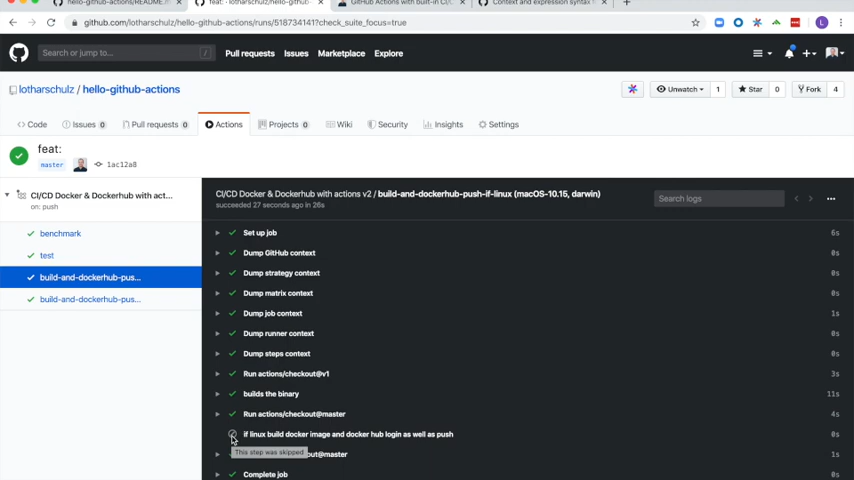 hello-github-actions/README.m
feat: · lotharschulz/hello-github-
GitHub Actions with built-in CI/C
Context and expression syntax f
github.com/lotharschulz/hello-github-actions/runs/518734141?check_suite_focus=true
L
Search or jump to...
/
Pull requests
Issues
Marketplace
Explore
lotharschulz / hello-github-actions
Unwatch
1
Star
0
Fork
4
Code
Issues 0
Pull requests 0
Actions
Projects 0
Wiki
Security
Insights
Settings
feat:
master
1ac12a8
CI/CD Docker & Dockerhub with act...
on: push
benchmark
test
build-and-dockerhub-pus...
build-and-dockerhub-pus...
CI/CD Docker & Dockerhub with actions v2 / build-and-dockerhub-push-if-linux (macOS-10.15, darwin)
succeeded 27 seconds ago in 26s
Search logs
Set up job 6s
Dump GitHub context 0s
Dump strategy context 0s
Dump matrix context 0s
Dump job context 1s
Dump runner context 0s
Dump steps context 0s
Run actions/checkout@v1 3s
builds the binary 11s
Run actions/checkout@master 4s
if linux build docker image and docker hub login as well as push 0s
This step was skipped
out@master 1s
Complete job 0s